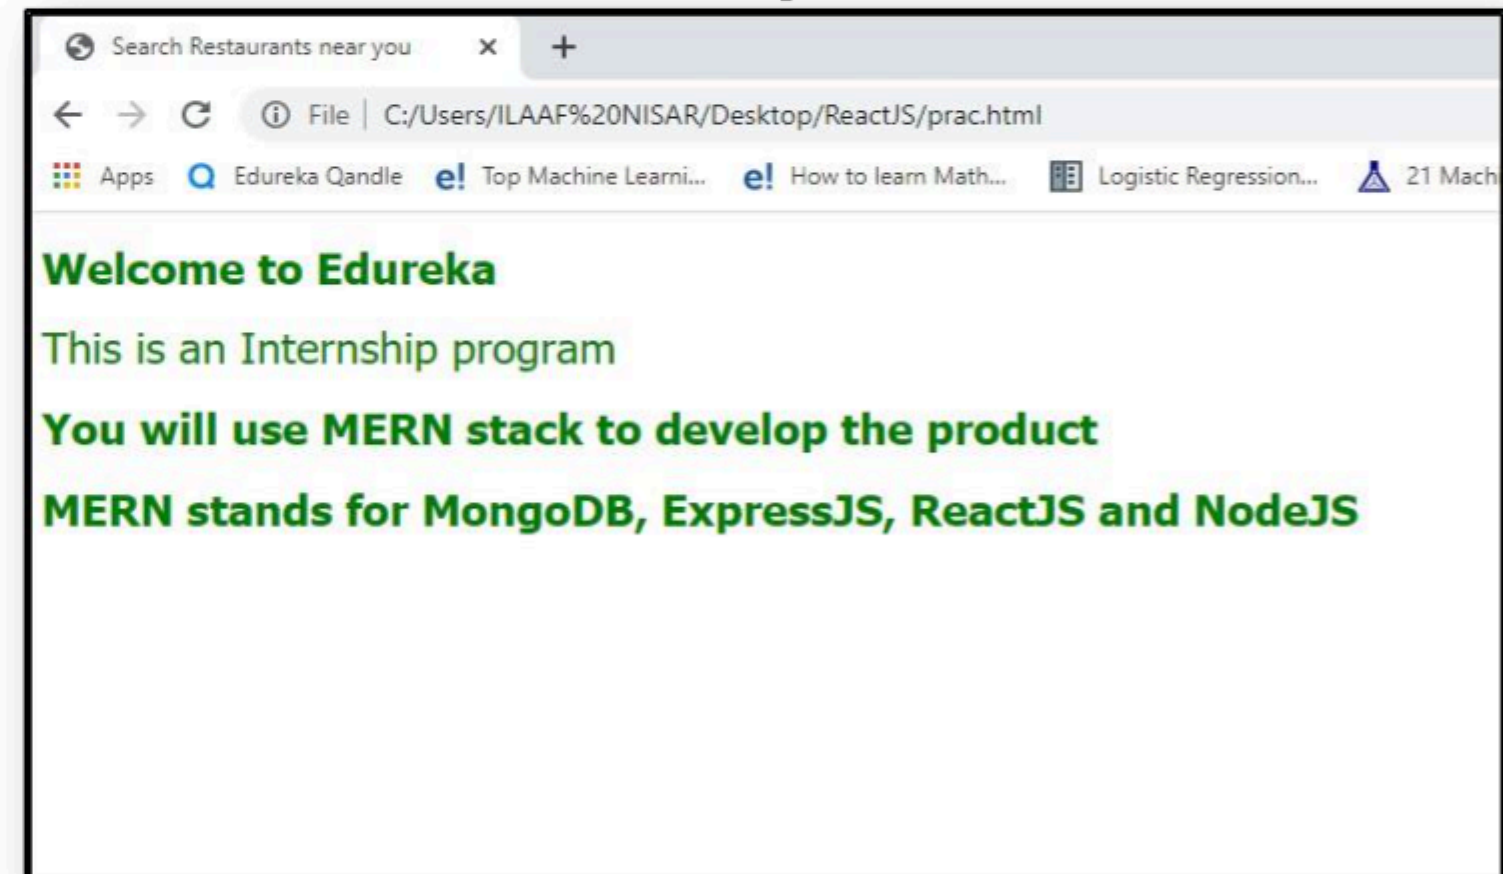 Search Restaurants near you
File | C:/Users/ILAAF%20NISAR/Desktop/ReactJS/prac.html
Apps Edureka Qandle e! Top Machine Learni... e! How to learn Math... Logistic Regression... 21 Machi
Welcome to Edureka
This is an Internship program
You will use MERN stack to develop the product
MERN stands for MongoDB, ExpressJS, ReactJS and NodeJS